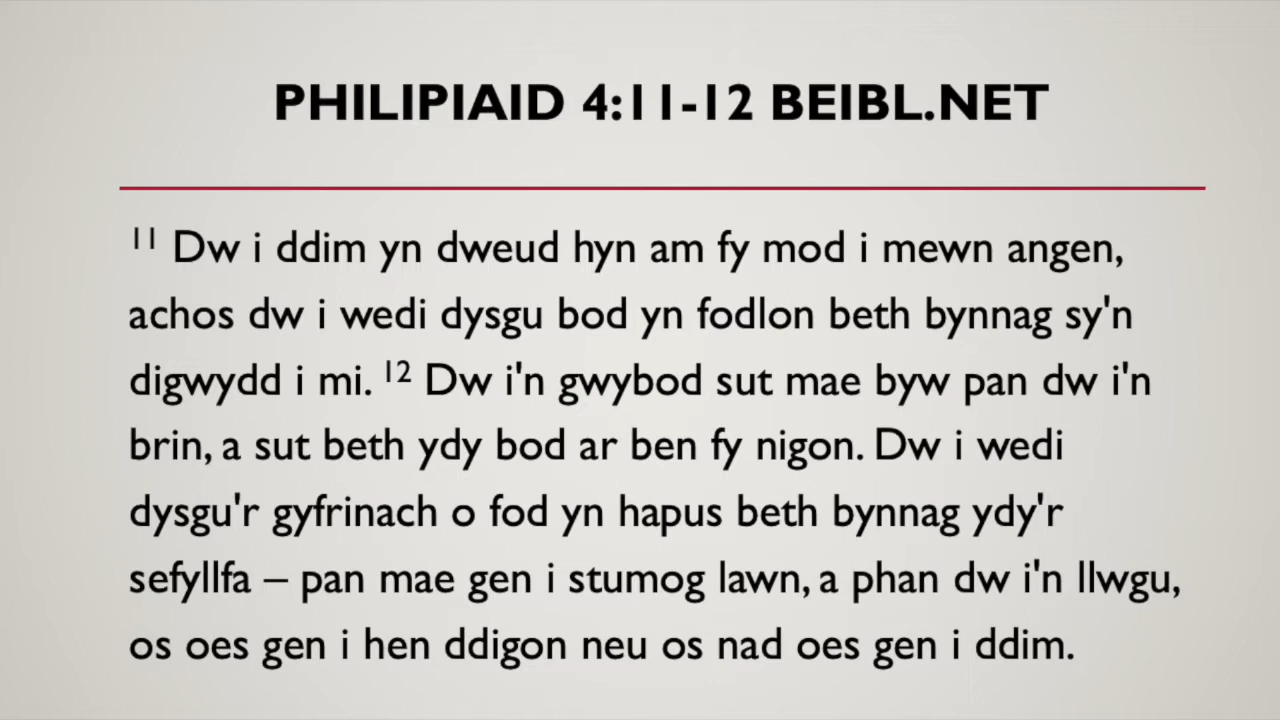 PHILIPIAID 4:11-12 BEIBL.NET
¹¹ Dw i ddim yn dweud hyn am fy mod i mewn angen,
achos dw i wedi dysgu bod yn fodlon beth bynnag sy'n
digwydd i mi. ¹² Dw i'n gwybod sut mae byw pan dw i'n
brin, a sut beth ydy bod ar ben fy nigon. Dw i wedi
dysgu'r gyfrinach o fod yn hapus beth bynnag ydy'r
sefyllfa – pan mae gen i stumog lawn, a phan dw i'n llwgu,
os oes gen i hen ddigon neu os nad oes gen i ddim.